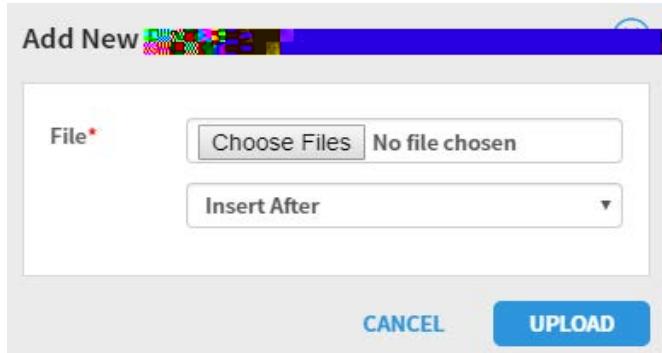 Add New
File*
Choose Files No file chosen
Insert After
CANCEL UPLOAD